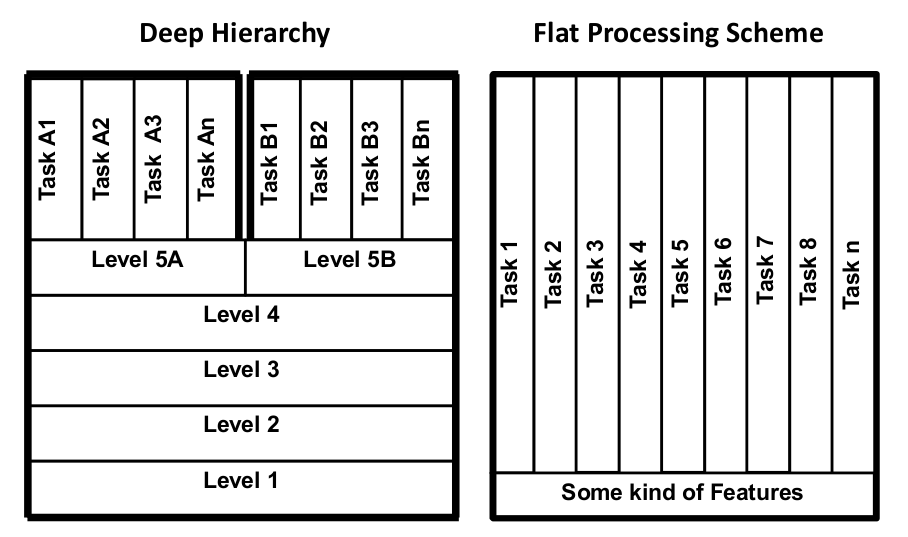 Deep Hierarchy
Task A1
Task A2
Task A3
Task An
Task B1
Task B2
Task B3
Task Bn
Level 5A
Level 5B
Level 4
Level 3
Level 2
Level 1
Flat Processing Scheme
Task 1
Task 2
Task 3
Task 4
Task 5
Task 6
Task 7
Task 8
Task n
Some kind of Features